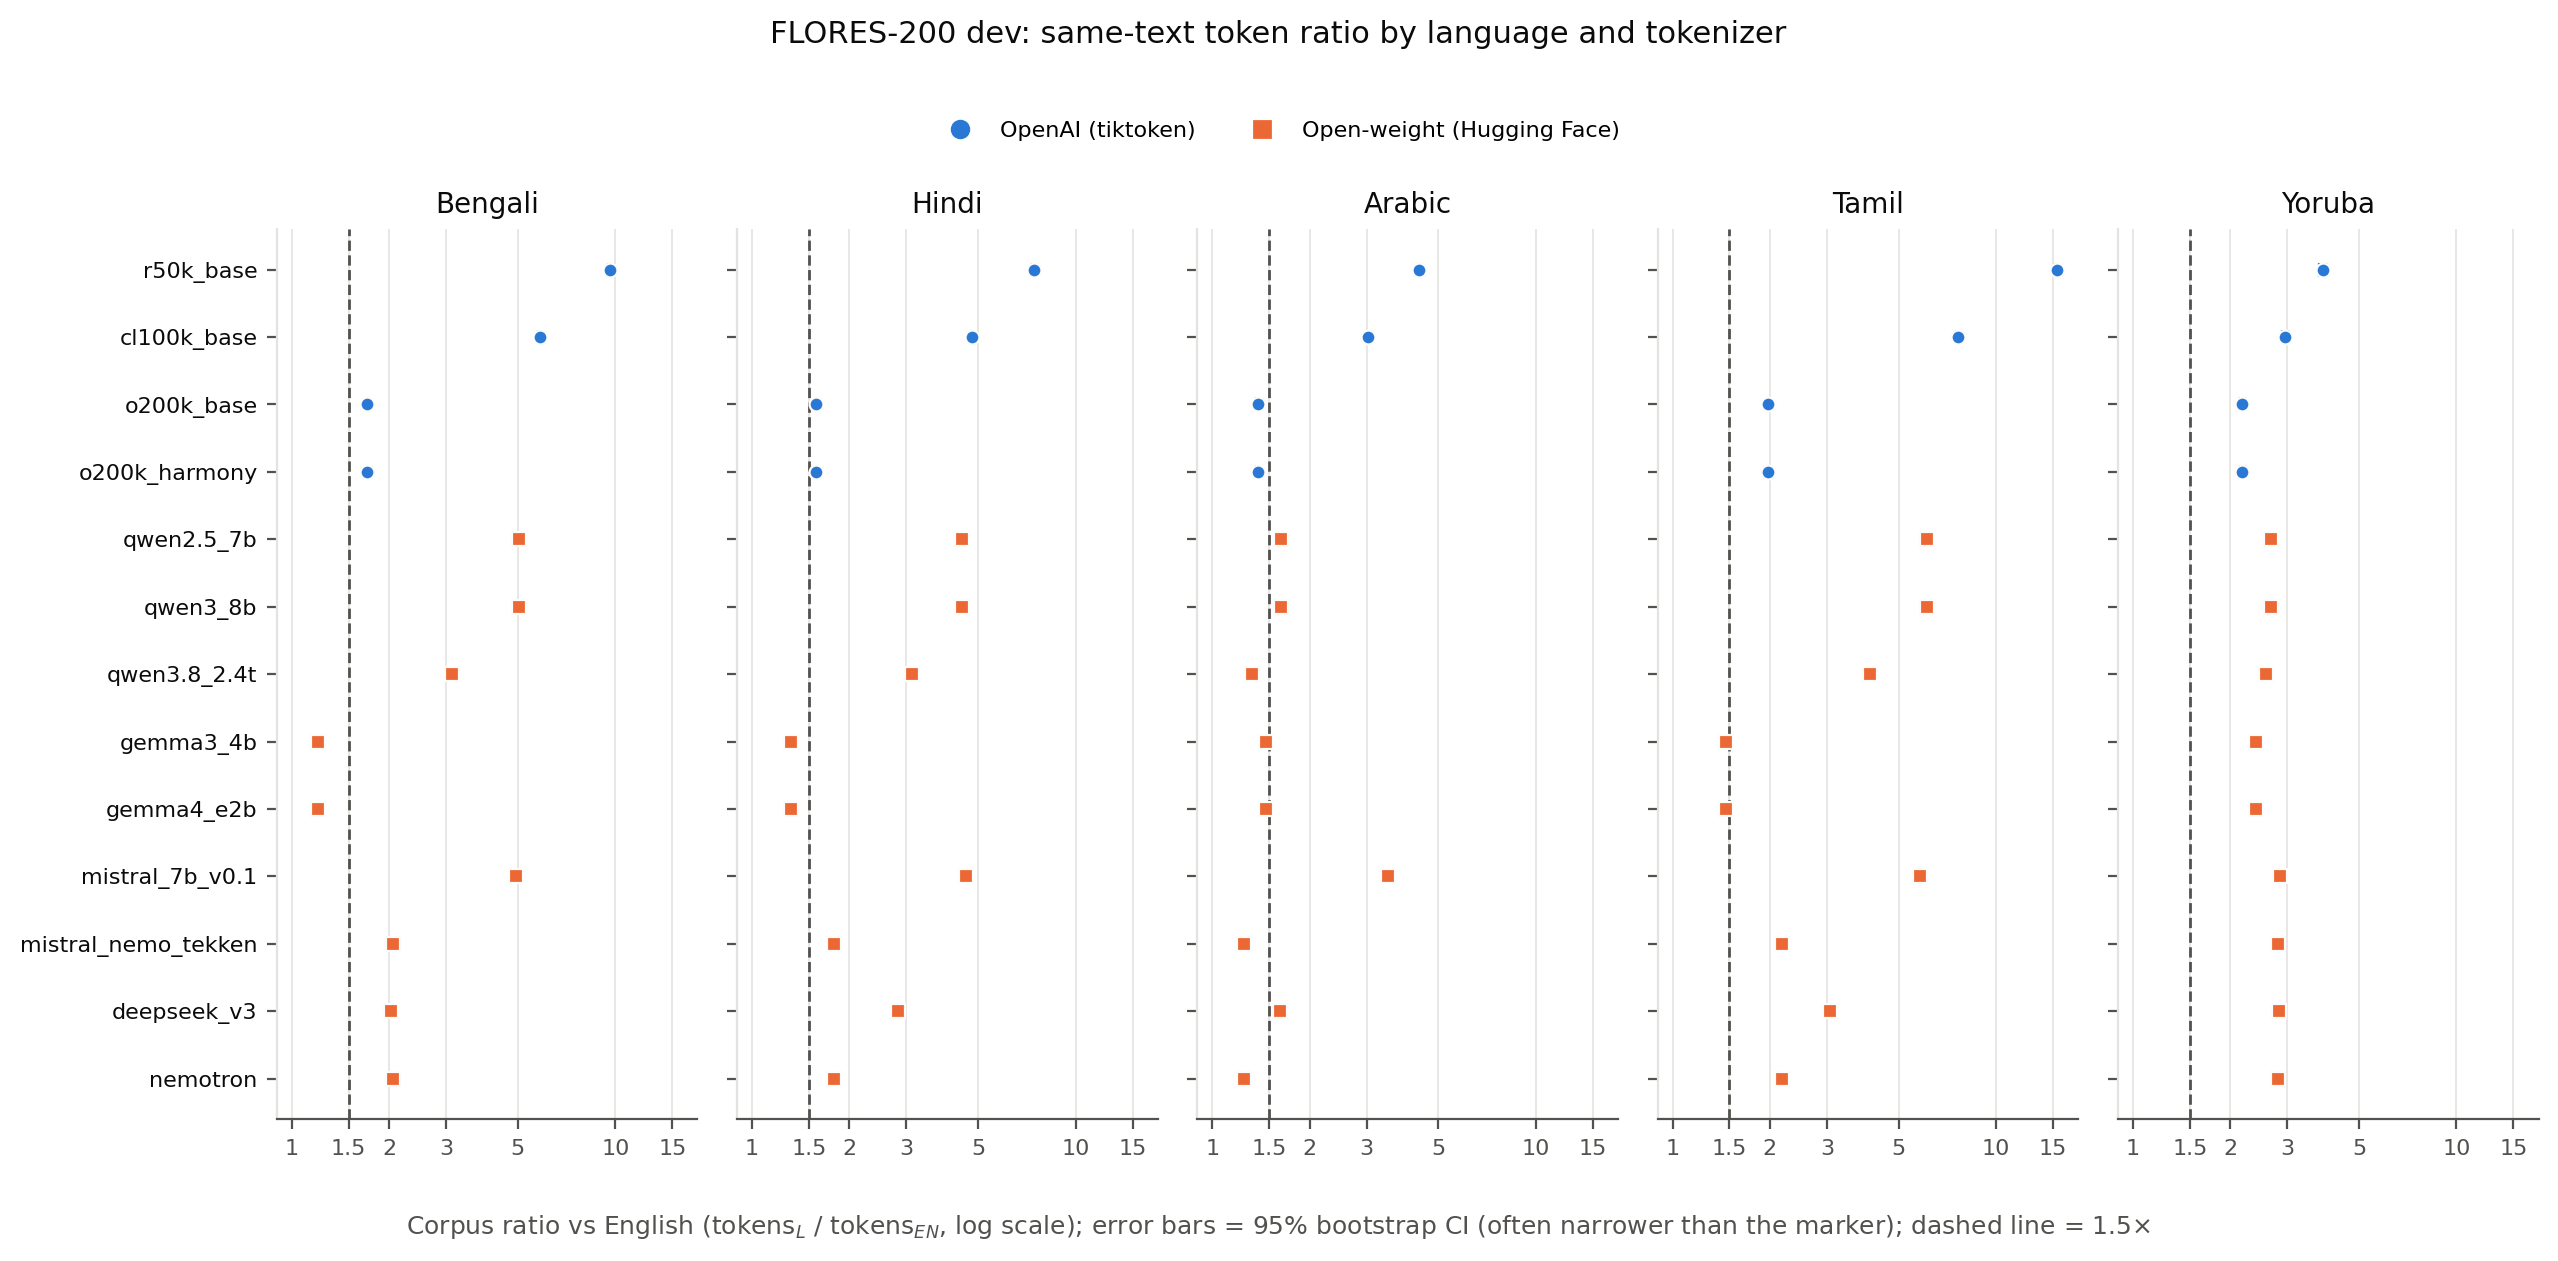 FLORES-200 dev: same-text token ratio by language and tokenizer
OpenAI (tiktoken) Open-weight (Hugging Face)
Bengali Hindi Arabic Tamil Yoruba
r50k_base
cl100k_base
o200k_base
o200k_harmony
qwen2.5_7b
qwen3_8b
qwen3.8_2.4t
gemma3_4b
gemma4_e2b
mistral_7b_v0.1
mistral_nemo_tekken
deepseek_v3
nemotron
1 1.5 2 3 5 10 15 1 1.5 2 3 5 10 15 1 1.5 2 3 5 10 15 1 1.5 2 3 5 10 15 1 1.5 2 3 5 10 15
Corpus ratio vs English (tokens_L / tokens_EN, log scale); error bars = 95% bootstrap CI (often narrower than the marker); dashed line = 1.5×